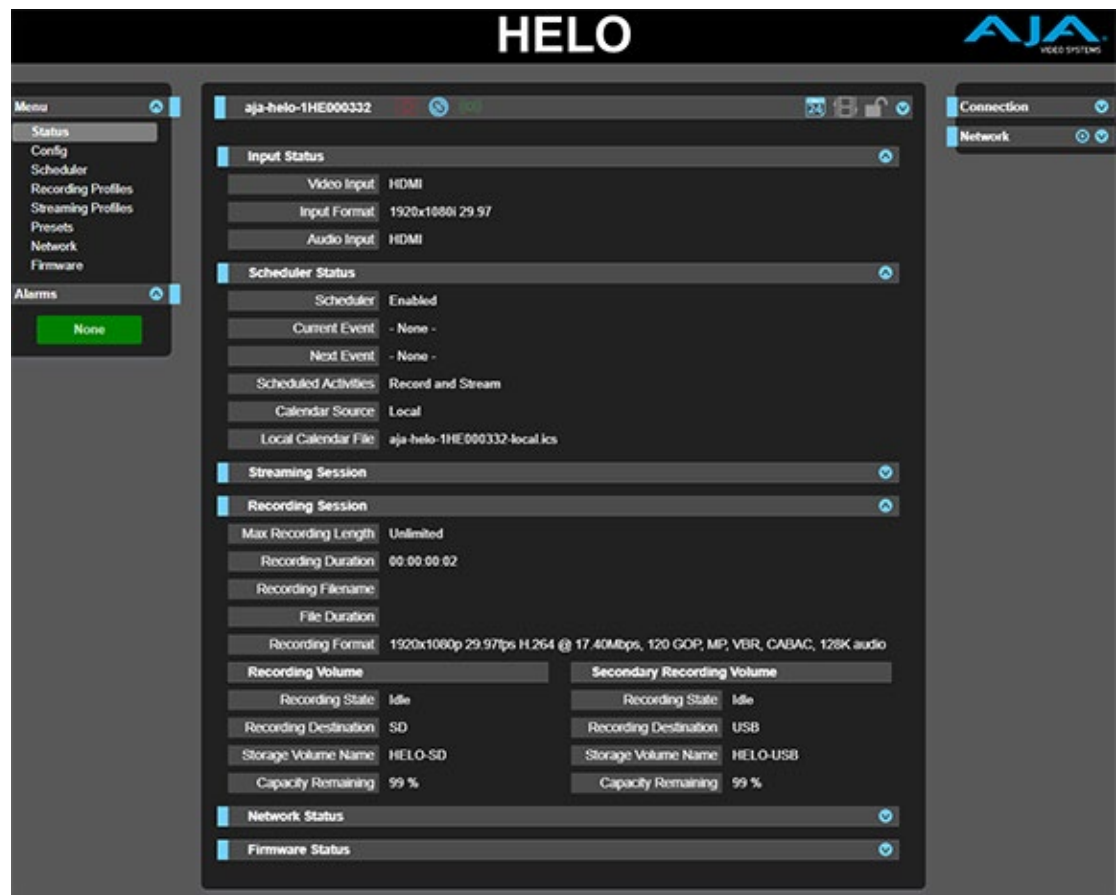 HELO
AJA
VIDEO SYSTEMS
Menu
Status
Config
Scheduler
Recording Profiles
Streaming Profiles
Presets
Network
Firmware
Alarms
None
aja-helo-1HE000332
24
Connection
Network
Input Status
Video Input HDMI
Input Format 1920x1080i 29.97
Audio Input HDMI
Scheduler Status
Scheduler Enabled
Current Event - None -
Next Event - None -
Scheduled Activities Record and Stream
Calendar Source Local
Local Calendar File aja-helo-1HE000332-local.ics
Streaming Session
Recording Session
Max Recording Length Unlimited
Recording Duration 00:00:00:02
Recording Filename
File Duration
Recording Format 1920x1080p 29.97fps H.264 @ 17.40Mbps, 120 GOP, MP, VBR, CABAC, 128K audio
Recording Volume Secondary Recording Volume
Recording State Idle Recording State Idle
Recording Destination SD Recording Destination USB
Storage Volume Name HELO-SD Storage Volume Name HELO-USB
Capacity Remaining 99 % Capacity Remaining 99 %
Network Status
Firmware Status